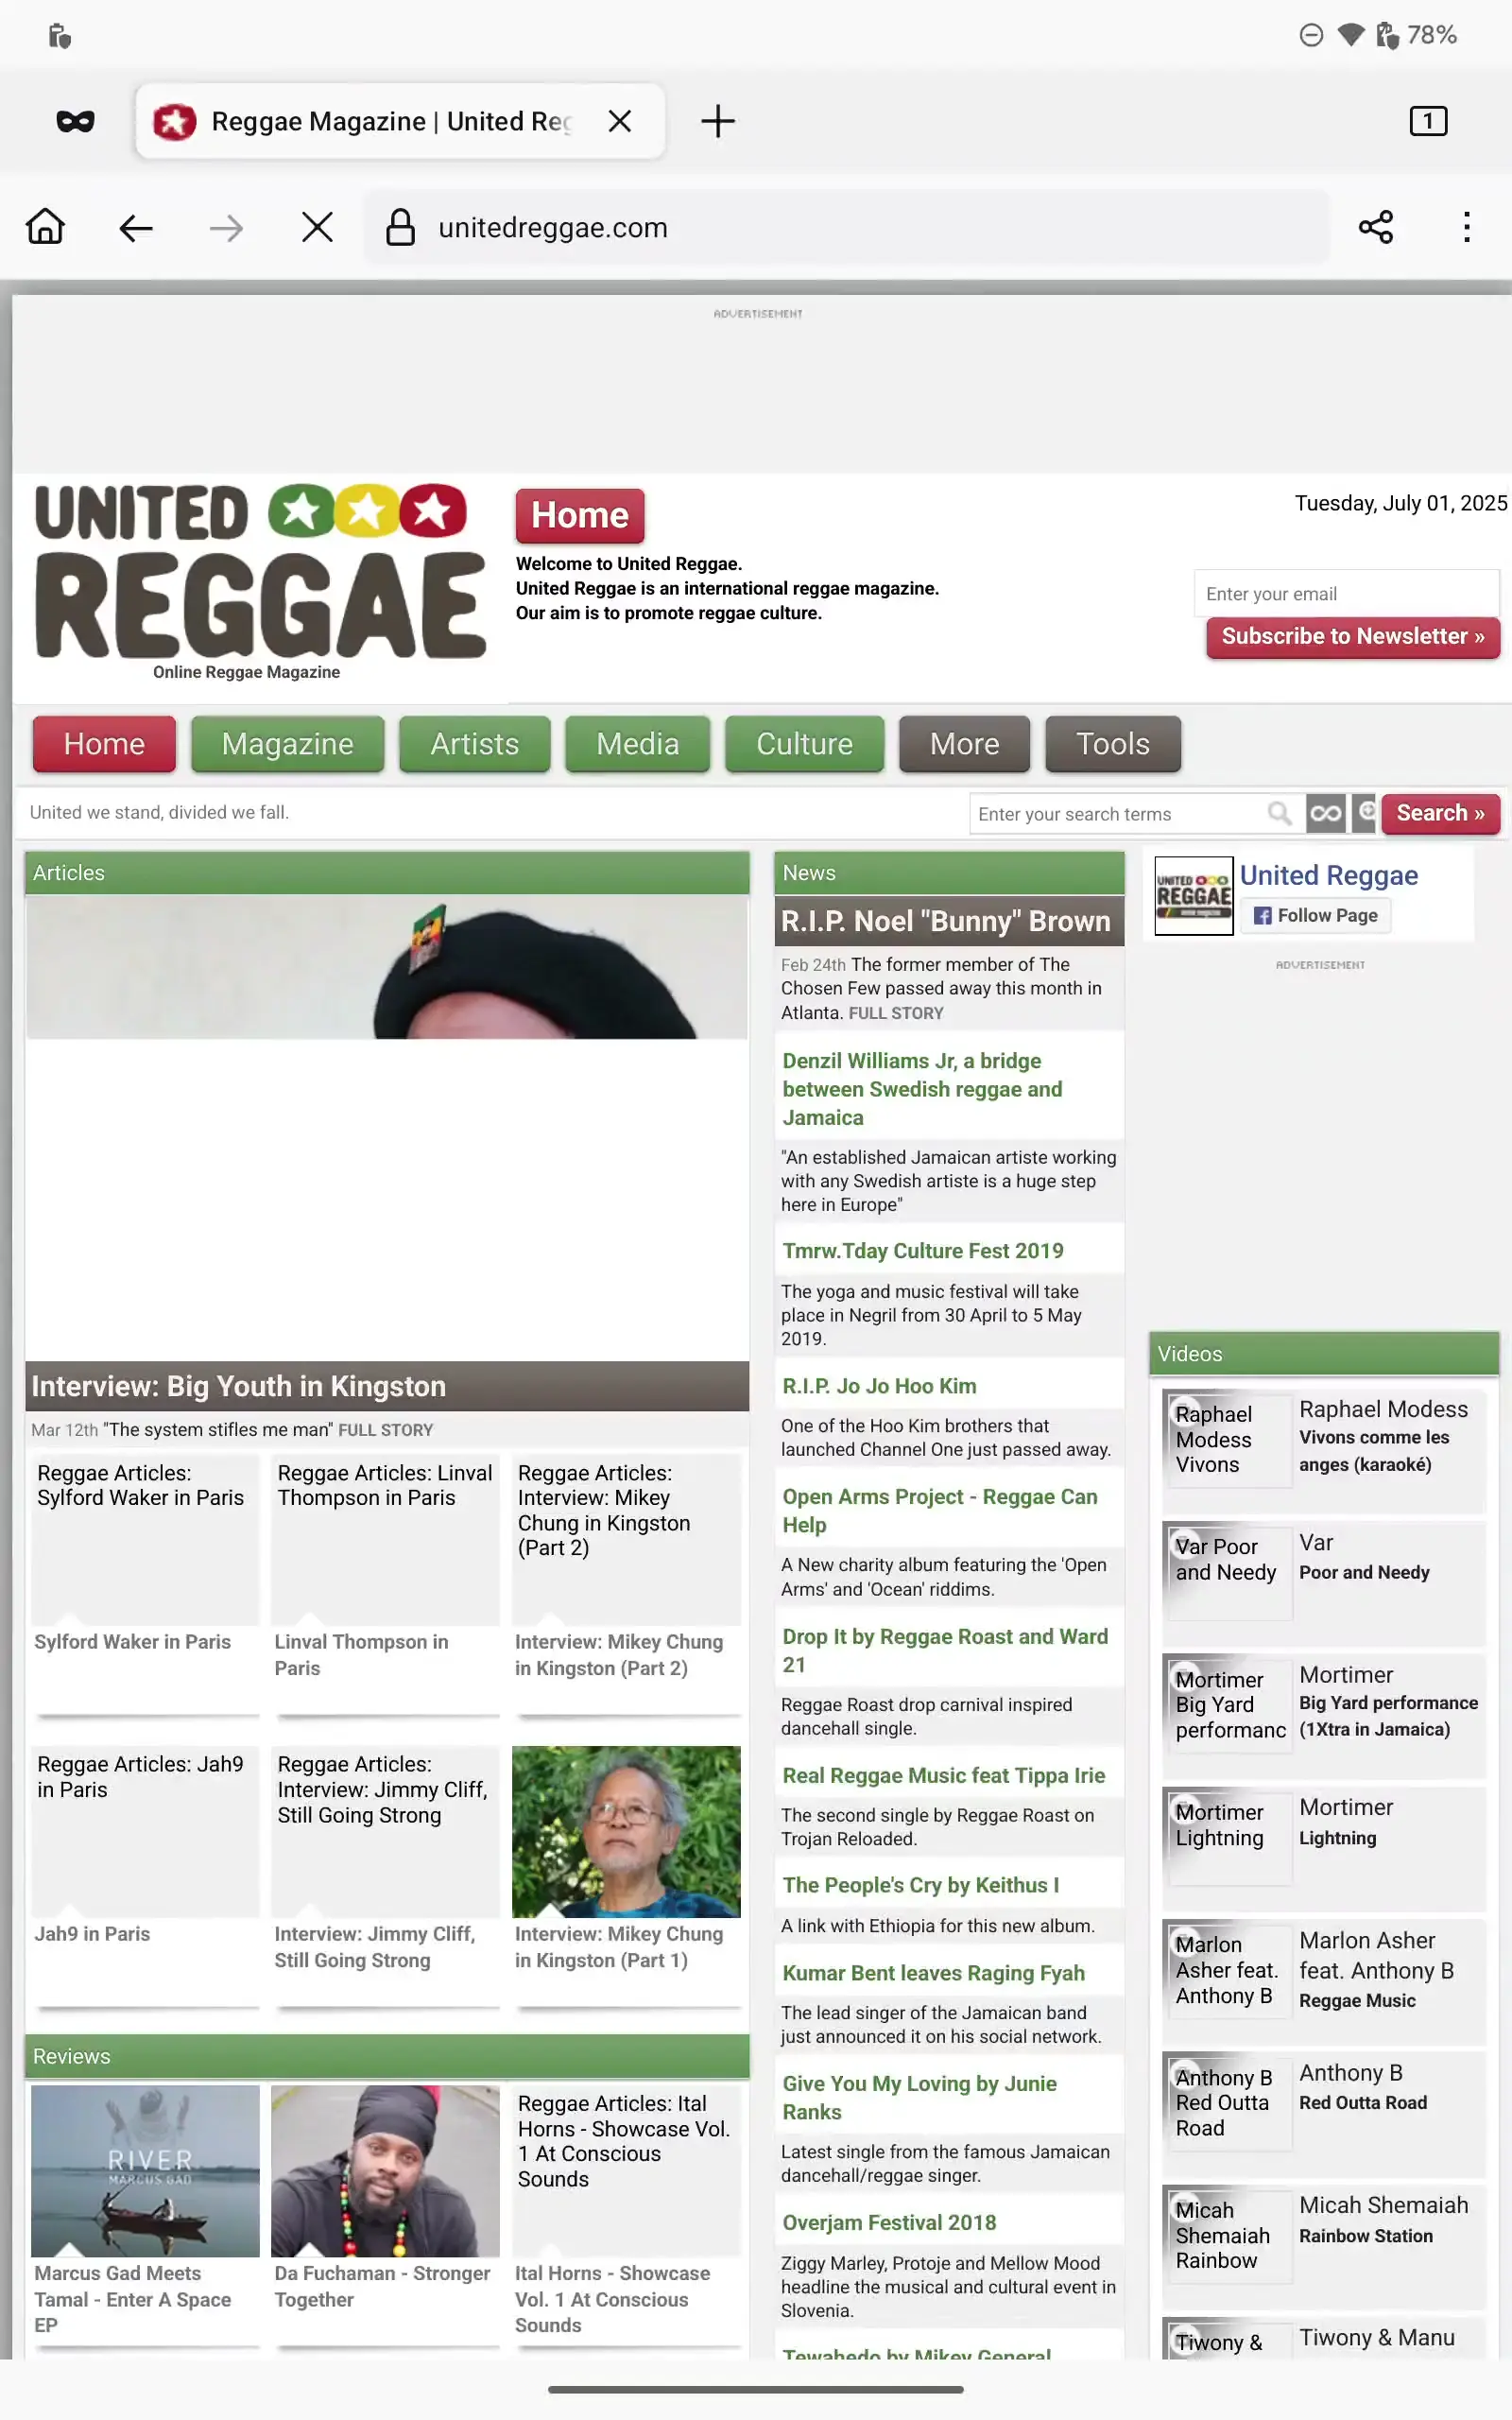 78%
Reggae Magazine | United Reg
1
unitedreggae.com
ADVERTISEMENT
UNITED
REGGAE
Online Reggae Magazine
Home
Welcome to United Reggae.
United Reggae is an international reggae magazine.
Our aim is to promote reggae culture.
Tuesday, July 01, 2025
Enter your email
Subscribe to Newsletter »
Home
Magazine
Artists
Media
Culture
More
Tools
United we stand, divided we fall.
Enter your search terms
Search »
Articles
Interview: Big Youth in Kingston
Mar 12th "The system stifles me man" FULL STORY
Reggae Articles:
Sylford Waker in Paris
Sylford Waker in Paris
Reggae Articles: Linval
Thompson in Paris
Linval Thompson in
Paris
Reggae Articles:
Interview: Mikey
Chung in Kingston
(Part 2)
Interview: Mikey Chung
in Kingston (Part 2)
Reggae Articles: Jah9
in Paris
Jah9 in Paris
Reggae Articles:
Interview: Jimmy Cliff,
Still Going Strong
Interview: Jimmy Cliff,
Still Going Strong
Interview: Mikey Chung
in Kingston (Part 1)
Reviews
RIVER
MARCUS GAD
Marcus Gad Meets
Tamal - Enter A Space
EP
Da Fuchaman - Stronger
Together
Reggae Articles: Ital
Horns - Showcase Vol.
1 At Conscious
Sounds
Ital Horns - Showcase
Vol. 1 At Conscious
Sounds
News
R.I.P. Noel "Bunny" Brown
Feb 24th The former member of The
Chosen Few passed away this month in
Atlanta. FULL STORY
Denzil Williams Jr, a bridge
between Swedish reggae and
Jamaica
"An established Jamaican artiste working
with any Swedish artiste is a huge step
here in Europe"
Tmrw.Tday Culture Fest 2019
The yoga and music festival will take
place in Negril from 30 April to 5 May
2019.
R.I.P. Jo Jo Hoo Kim
One of the Hoo Kim brothers that
launched Channel One just passed away.
Open Arms Project - Reggae Can
Help
A New charity album featuring the 'Open
Arms' and 'Ocean' riddims.
Drop It by Reggae Roast and Ward
21
Reggae Roast drop carnival inspired
dancehall single.
Real Reggae Music feat Tippa Irie
The second single by Reggae Roast on
Trojan Reloaded.
The People's Cry by Keithus I
A link with Ethiopia for this new album.
Kumar Bent leaves Raging Fyah
The lead singer of the Jamaican band
just announced it on his social network.
Give You My Loving by Junie
Ranks
Latest single from the famous Jamaican
dancehall/reggae singer.
Overjam Festival 2018
Ziggy Marley, Protoje and Mellow Mood
headline the musical and cultural event in
Slovenia.
Tewahedo by Mikey General
UNITED
REGGAE
United Reggae
Follow Page
ADVERTISEMENT
Videos
Raphael
Modess
Vivons
Raphael Modess
Vivons comme les
anges (karaoké)
Var Poor
and Needy
Var
Poor and Needy
Mortimer
Big Yard
performanc
Mortimer
Big Yard performance
(1Xtra in Jamaica)
Mortimer
Lightning
Mortimer
Lightning
Marlon
Asher feat.
Anthony B
Marlon Asher
feat. Anthony B
Reggae Music
Anthony B
Red Outta
Road
Anthony B
Red Outta Road
Micah
Shemaiah
Rainbow
Micah Shemaiah
Rainbow Station
Tiwony &
Tiwony & Manu